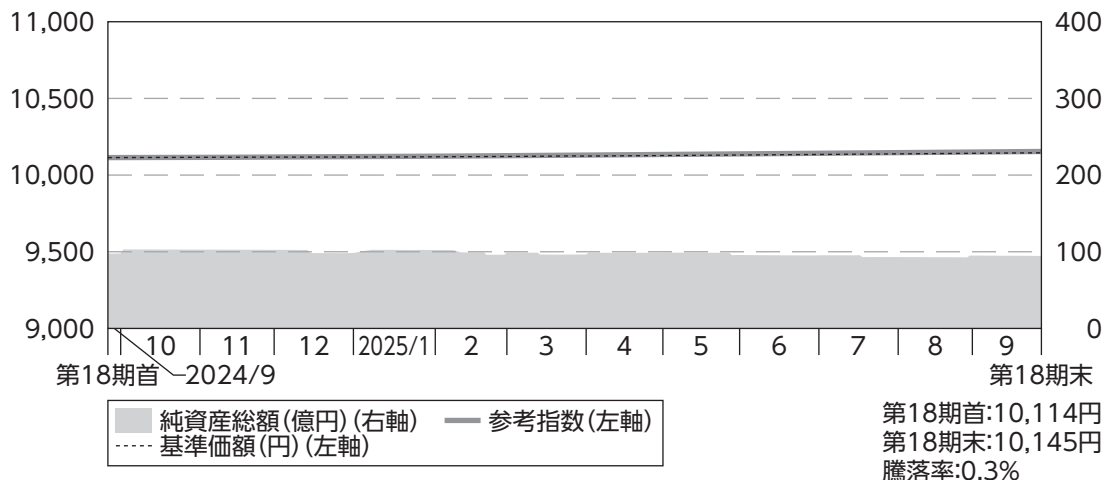 11,000
10,500
10,000
9,500
9,000
400
300
200
100
0
10 11 12 2025/1 2 3 4 5 6 7 8 9
第18期首 2024/9 第18期末
純資産総額(億円)(右軸) 参考指数(左軸)
基準価額(円)(左軸)
第18期首:10,114円
第18期末:10,145円
騰落率:0.3%